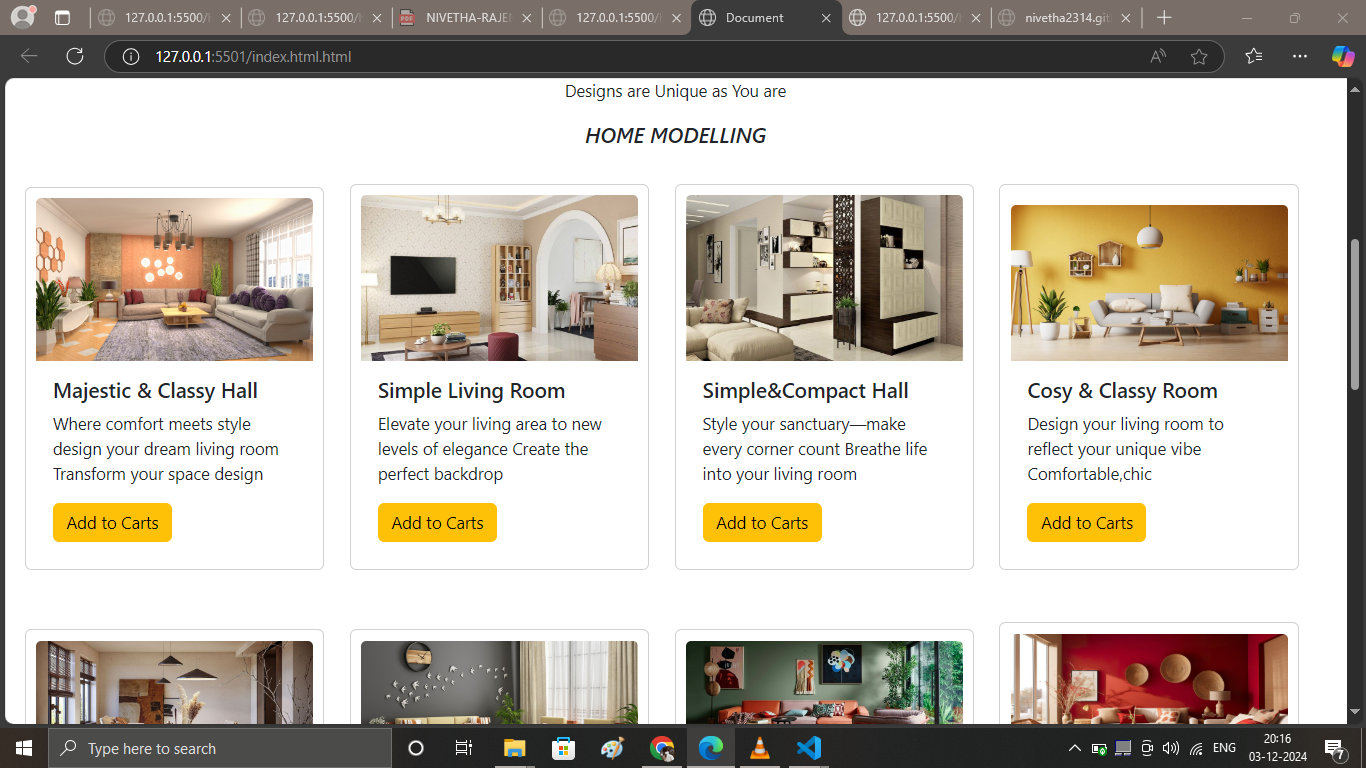 127.0.0.1:5500/
127.0.0.1:5500/
NIVETHA-RAJE
127.0.0.1:5500/
Document
127.0.0.1:5500/
nivetha2314.git
127.0.0.1:5501/index.html.html
Designs are Unique as You are
HOME MODELLING
Majestic & Classy Hall
Where comfort meets style
design your dream living room
Transform your space design
Add to Carts
Simple Living Room
Elevate your living area to new
levels of elegance Create the
perfect backdrop
Add to Carts
Simple&Compact Hall
Style your sanctuary—make
every corner count Breathe life
into your living room
Add to Carts
Cosy & Classy Room
Design your living room to
reflect your unique vibe
Comfortable,chic
Add to Carts
Type here to search
ENG
20:16
03-12-2024
7